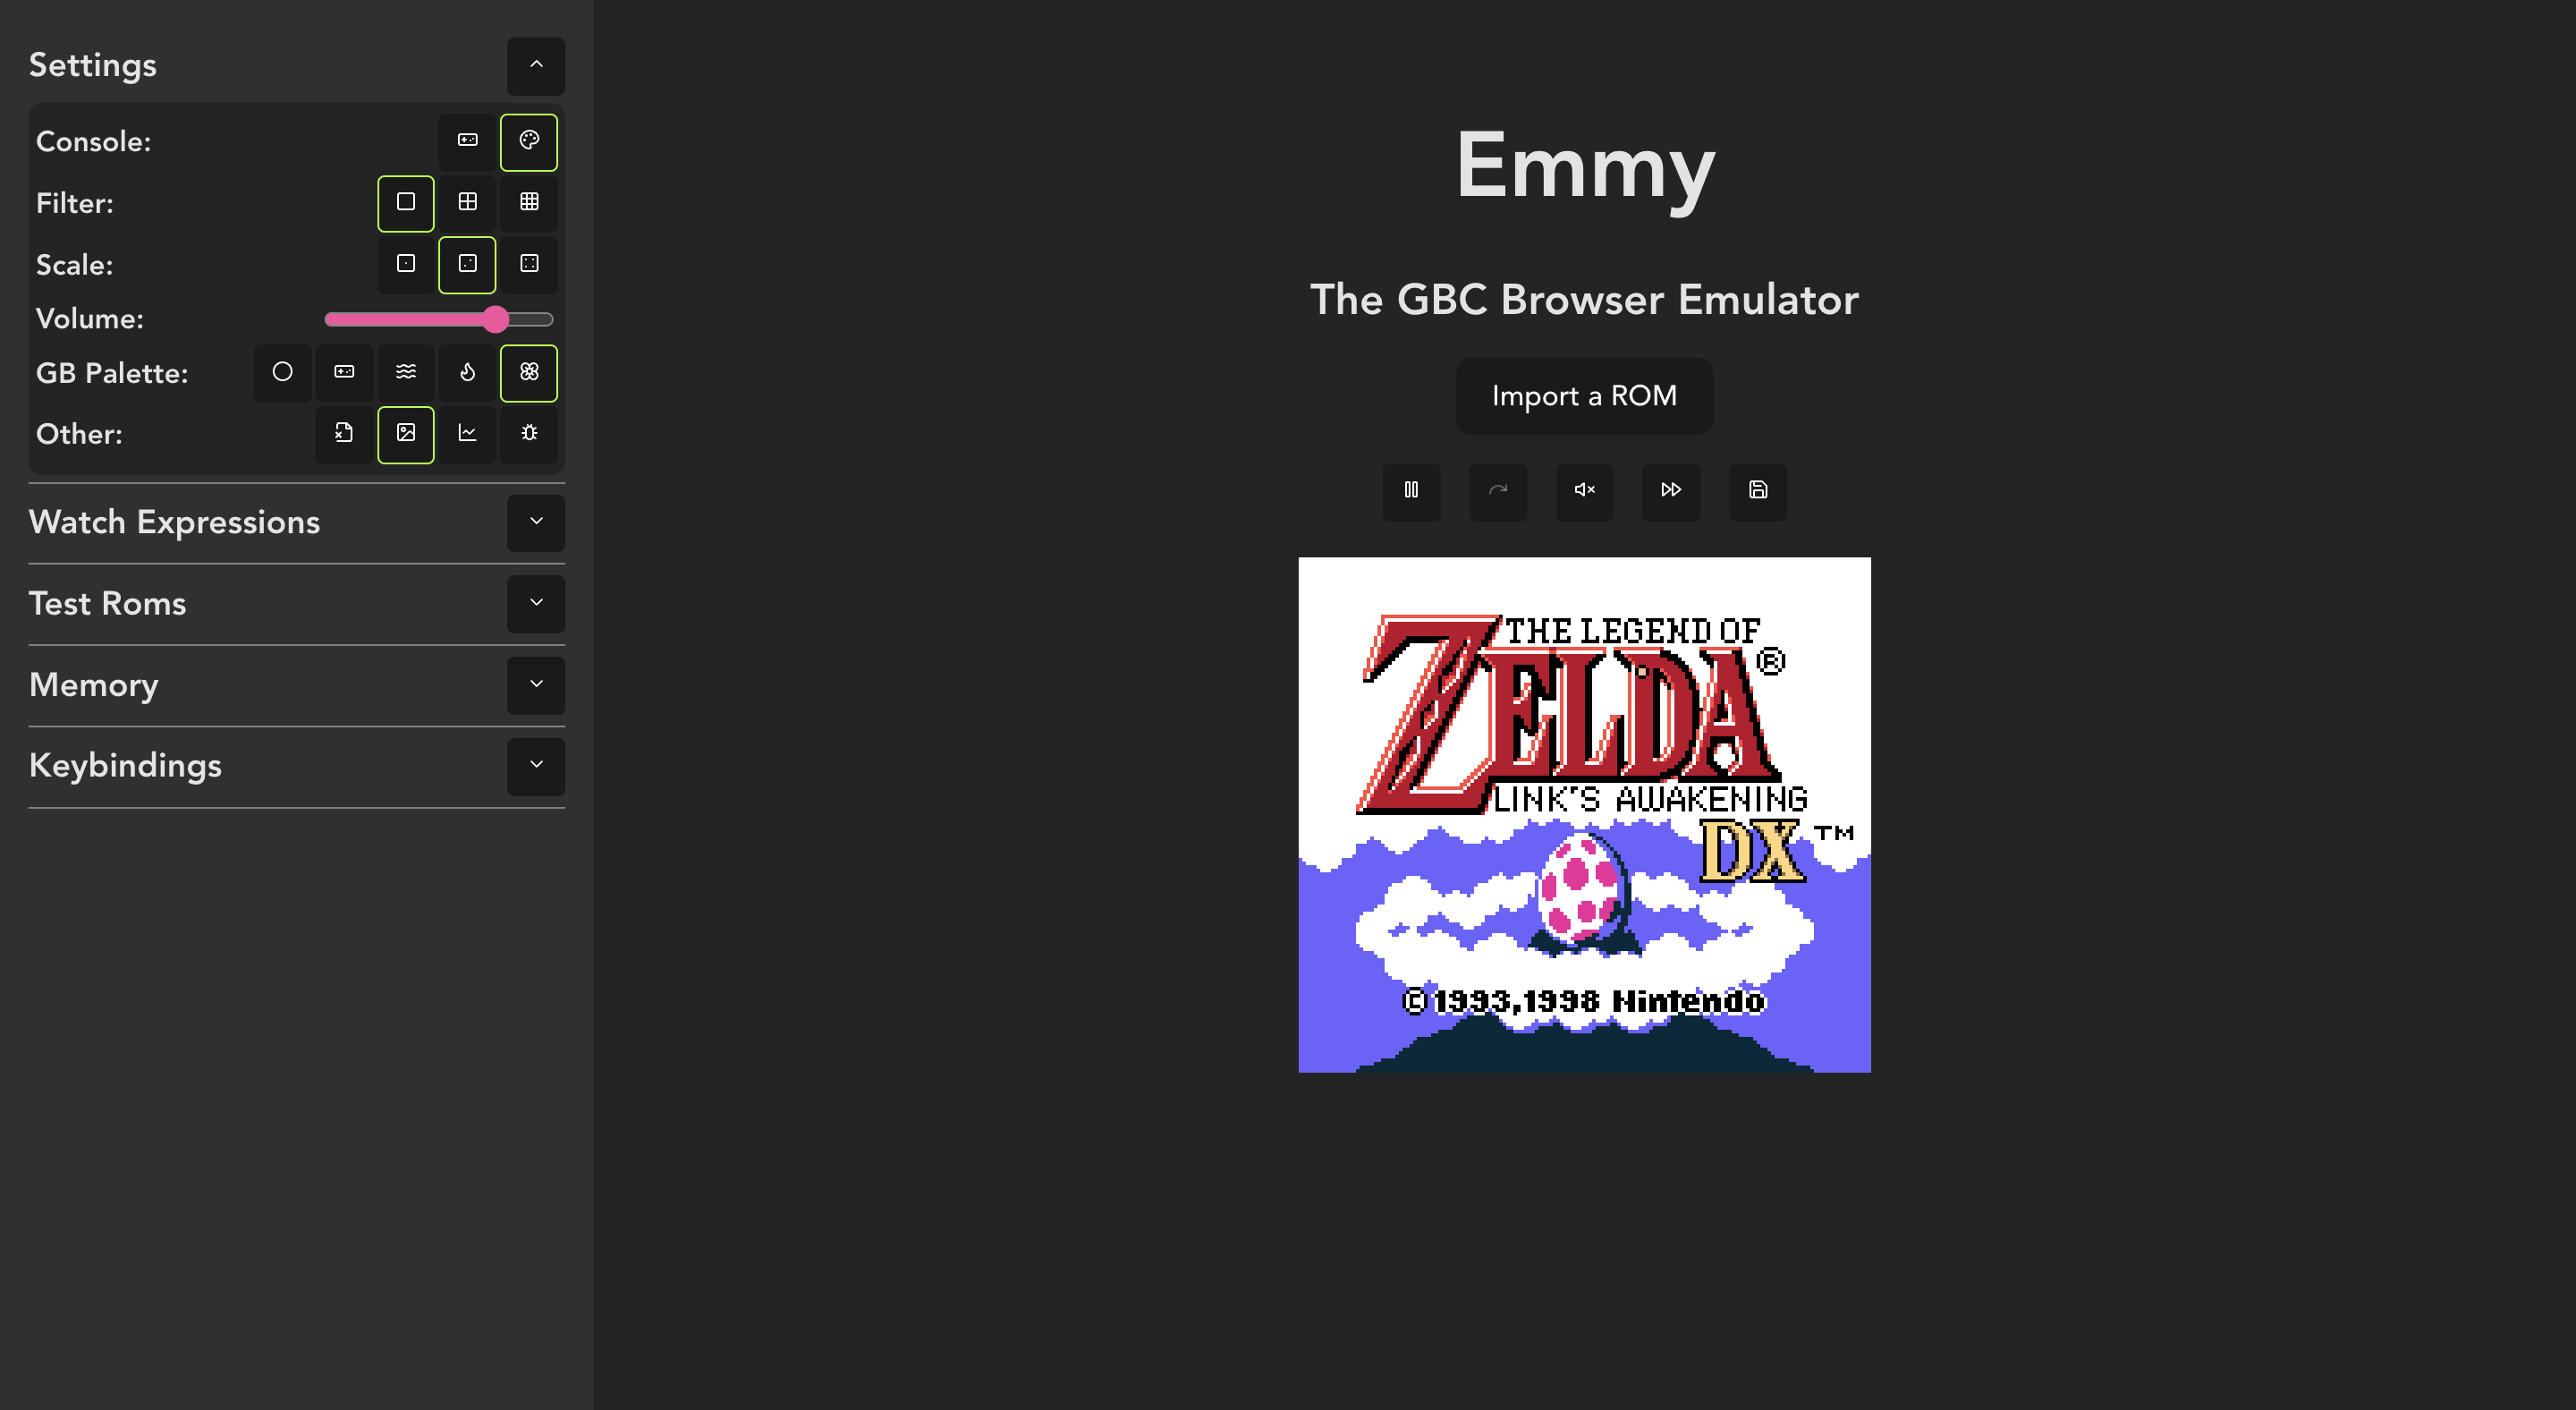 Settings
Console:
Filter:
Scale:
Volume:
GB Palette:
Other:
Watch Expressions
Test Roms
Memory
Keybindings
Emmy
The GBC Browser Emulator
Import a ROM
THE LEGEND OF
ZELDA®
LINK'S AWAKENING
DX™
©1993,1998 Nintendo